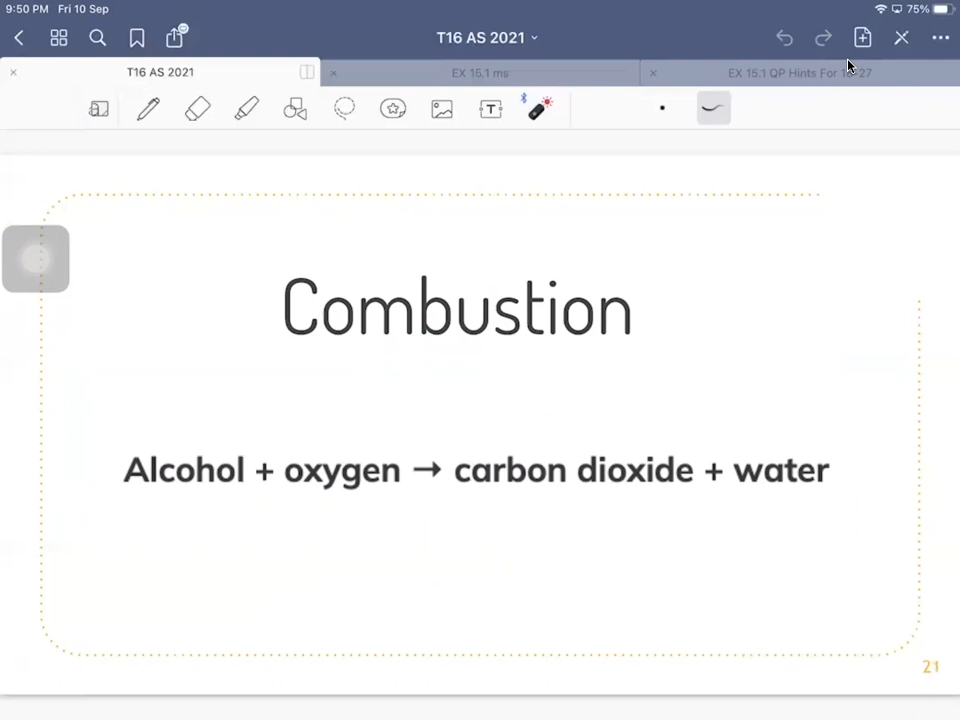 9:50 PM Fri 10 Sep
75%
T16 AS 2021
T16 AS 2021
EX 15.1 ms
EX 15.1 QP Hints For
27
T
Combustion
Alcohol + oxygen → carbon dioxide + water
21